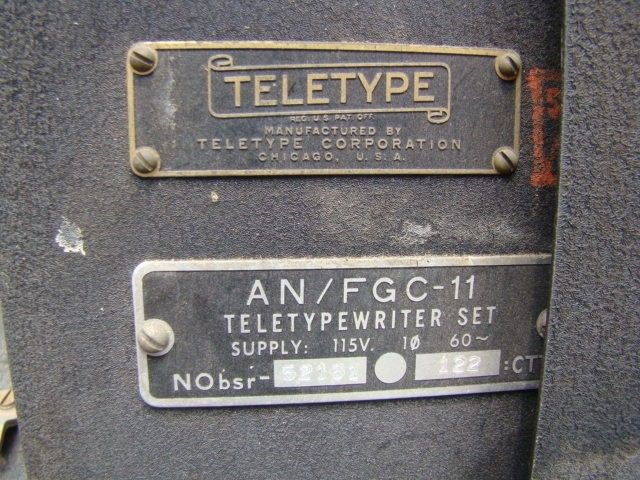 TELETYPE
REG. U.S. PAT. OFF.
MANUFACTURED BY
TELETYPE CORPORATION
CHICAGO, U.S.A.
AN/FGC-11
TELETYPEWRITER SET
SUPPLY: 115V. 1Ø 60~
NObsr-52181 122 :CT